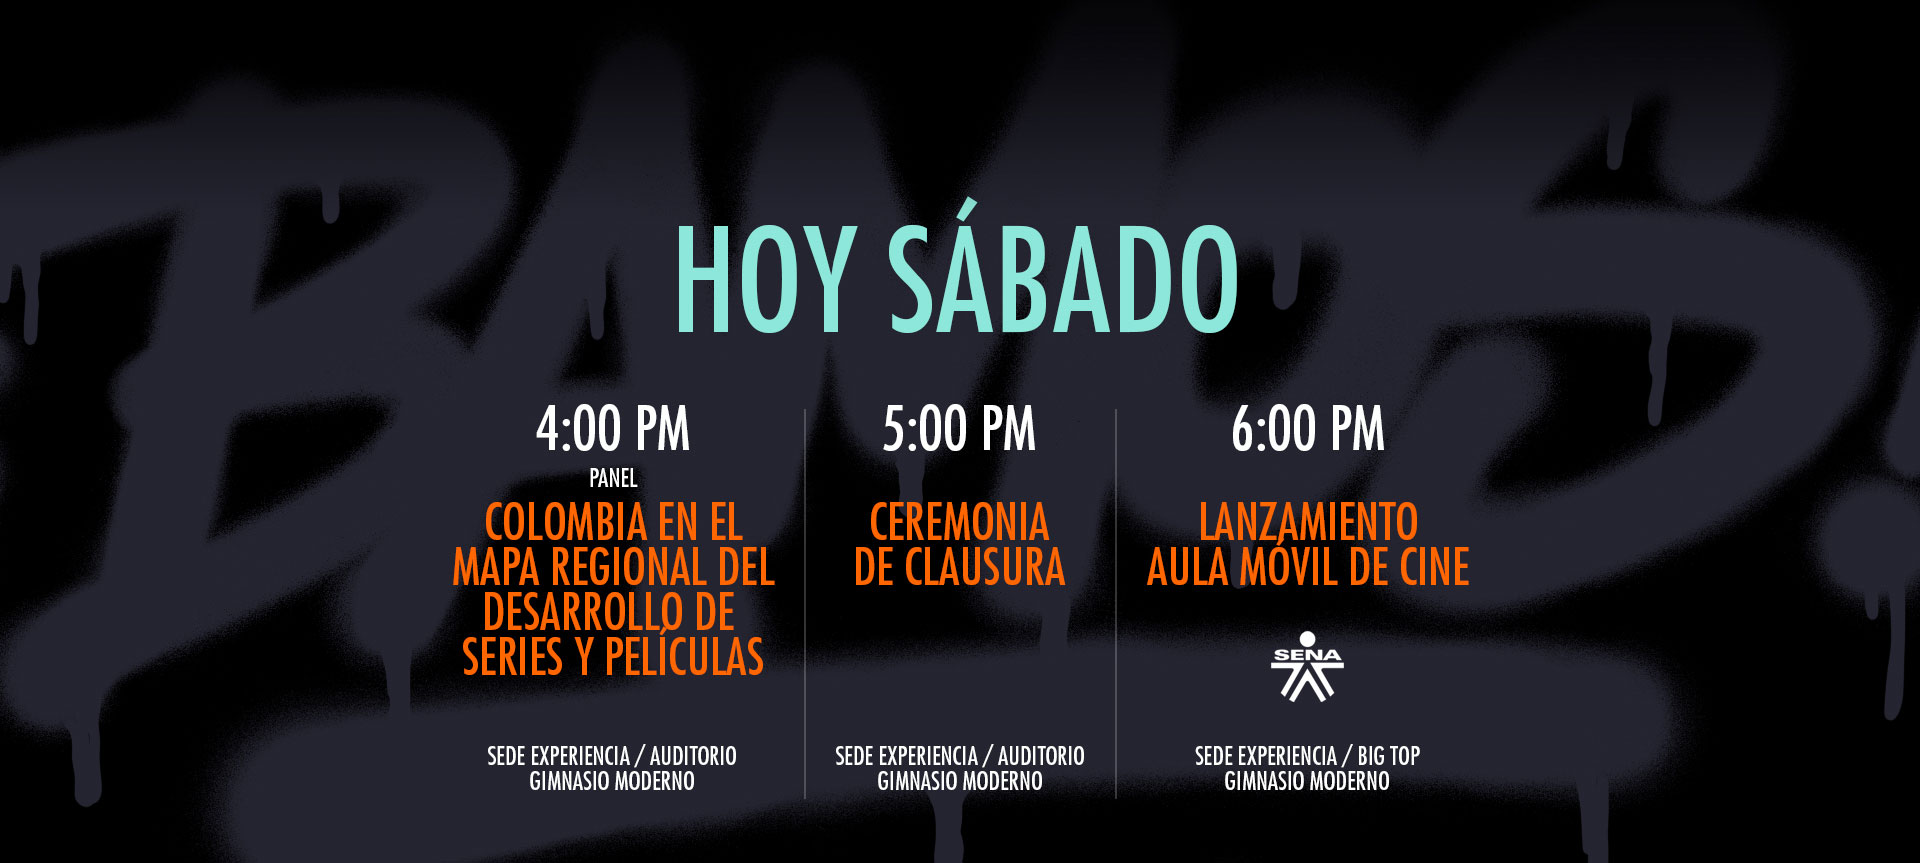 BAMOS!
HOY SÁBADO
4:00 PM
PANEL
COLOMBIA EN EL
MAPA REGIONAL DEL
DESARROLLO DE
SERIES Y PELÍCULAS
SEDE EXPERIENCIA / AUDITORIO
GIMNASIO MODERNO
5:00 PM
CEREMONIA
DE CLAUSURA
SEDE EXPERIENCIA / AUDITORIO
GIMNASIO MODERNO
6:00 PM
LANZAMIENTO
AULA MÓVIL DE CINE
SENA
SEDE EXPERIENCIA / BIG TOP
GIMNASIO MODERNO